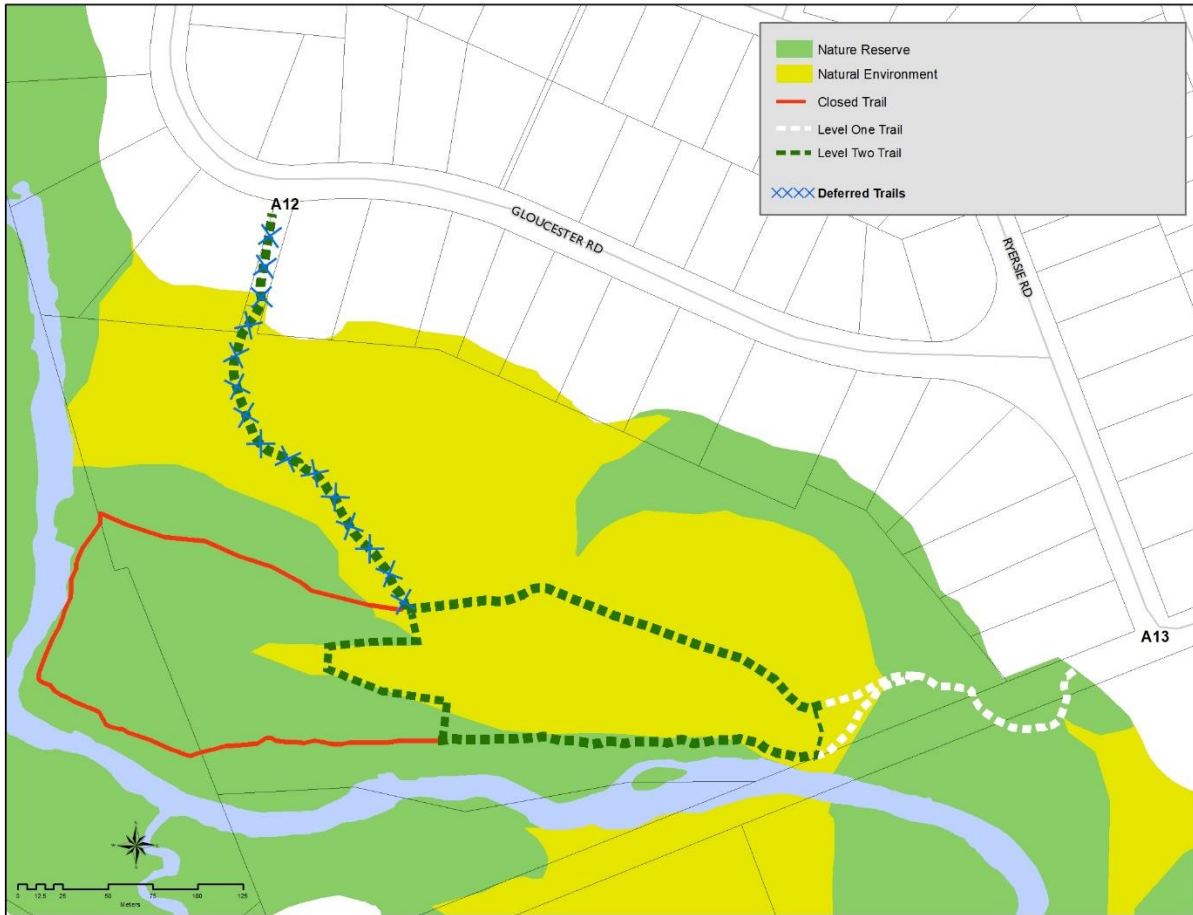 Nature Reserve
Natural Environment
Closed Trail
Level One Trail
Level Two Trail
Deferred Trails
A12
GLOUCESTER RD
RYERSIE RD
A13
0 12.5 25 50 75 100 125
Meters